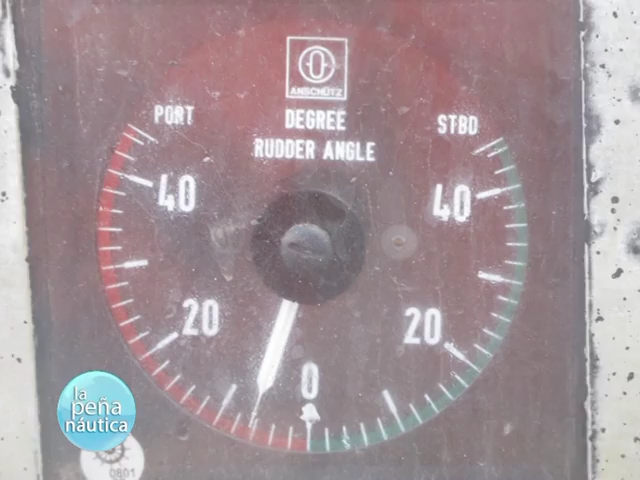 ANSCHÜTZ
PORT
DEGREE
STBD
RUDDER ANGLE
40
40
20
20
0
la
peña
náutica
0801